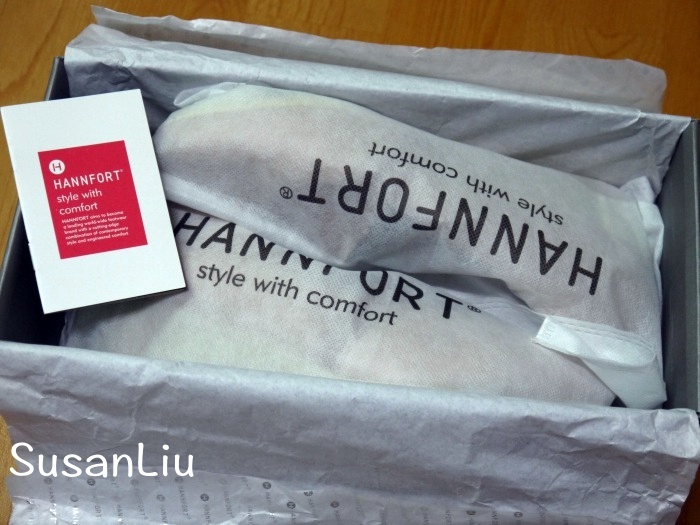 H
HANNFORT®
style with
comfort
HANNFORT aims to become
a leading world-wide footwear
brand with a cutting-edge
combination of contemporary
style and engineered comfort.
HANNFORT®
style with comfort
HANNFORT®
style with comfort
SusanLiu